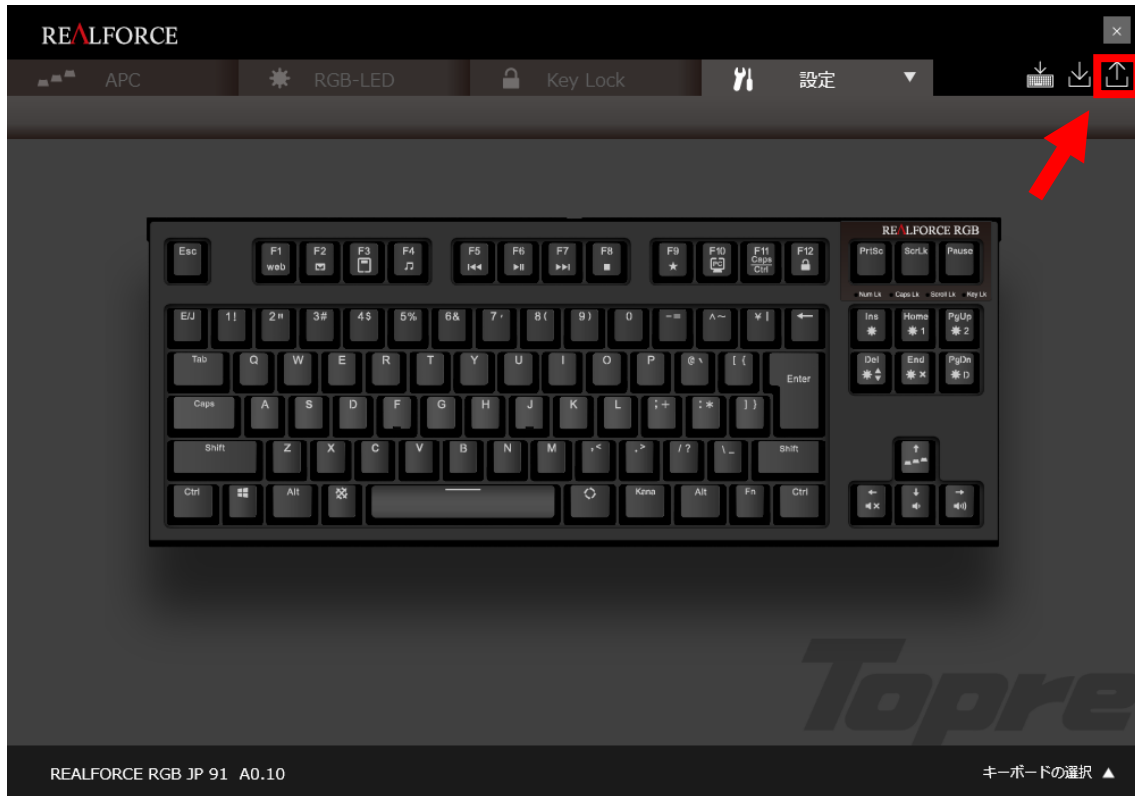 REALFORCE
×
APC RGB-LED Key Lock 設定 ▼
REALFORCE RGB
Esc F1 F2 F3 F4 F5 F6 F7 F8 F9 F10 F11 F12 PrtSc ScrLk Pause
web PC Caps Ctrl
Num Lk Caps Lk Scroll Lk Key Lk
E/J 1! 2" 3# 4$ 5% 6& 7' 8( 9) 0 -= ^~ ¥| ← Ins Home PgUp
1 2
Tab Q W E R T Y U I O P @` [{ Enter Del End PgDn
× D
Caps A S D F G H J K L ;+ :* ]}
Shift Z X C V B N M ,< .> /? \_ Shift ↑
Ctrl Alt Kana Alt Fn Ctrl ← ↓ →
Topre
REALFORCE RGB JP 91 A0.10 キーボードの選択 ▲